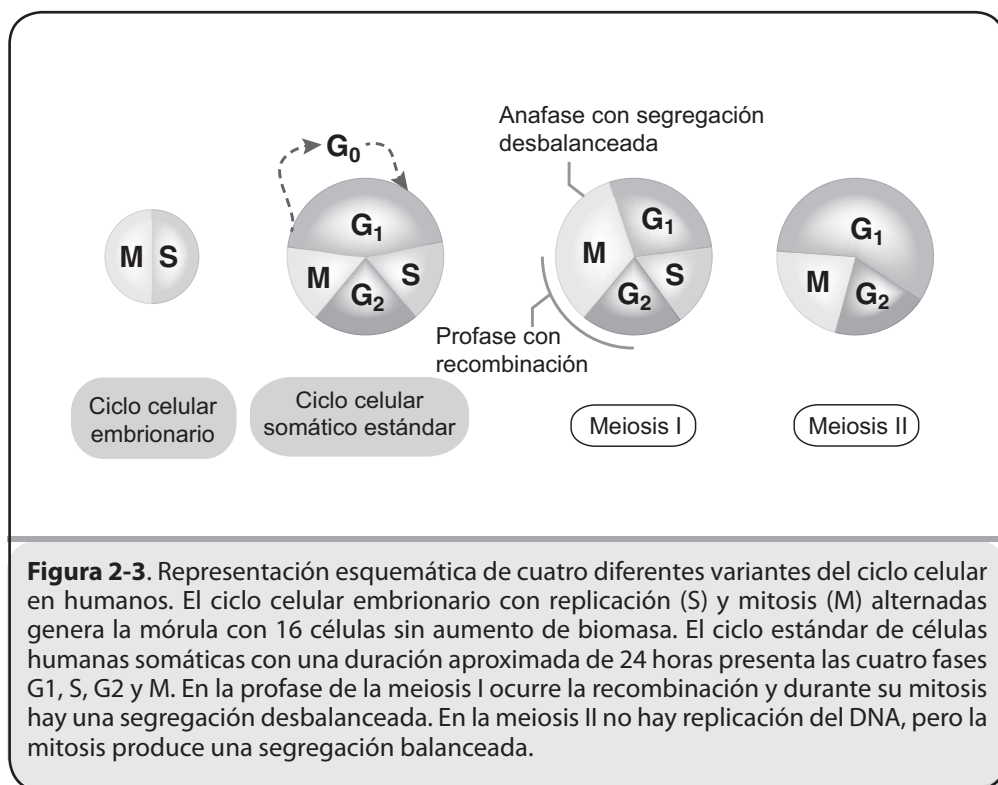 Anafase con segregación
desbalanceada
G₀
G₁
S
G₂
M
M S
G₁
S
G₂
M
G₁
G₂
M
Profase con
recombinación
Ciclo celular
embrionario
Ciclo celular
somático estándar
Meiosis I
Meiosis II
Figura 2-3. Representación esquemática de cuatro diferentes variantes del ciclo celular
en humanos. El ciclo celular embrionario con replicación (S) y mitosis (M) alternadas
genera la mórula con 16 células sin aumento de biomasa. El ciclo estándar de células
humanas somáticas con una duración aproximada de 24 horas presenta las cuatro fases
G1, S, G2 y M. En la profase de la meiosis I ocurre la recombinación y durante su mitosis
hay una segregación desbalanceada. En la meiosis II no hay replicación del DNA, pero la
mitosis produce una segregación balanceada.